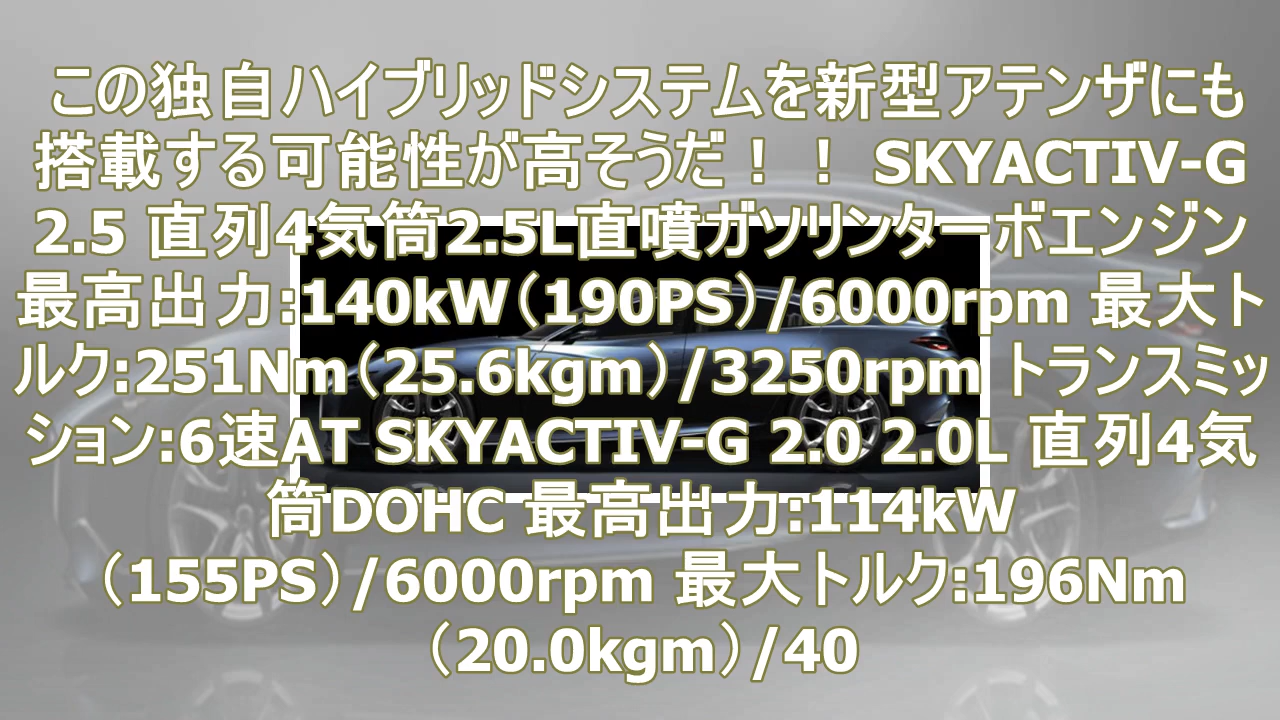 この独自ハイブリッドシステムを新型アテンザにも
搭載する可能性が高そうだ！！ SKYACTIV-G
2.5 直列4気筒2.5L直噴ガソリンターボエンジン
最高出力:140kW（190PS）/6000rpm 最大ト
ルク:251Nm（25.6kgm）/3250rpm トランスミッ
ション:6速AT SKYACTIV-G 2.0 2.0L 直列4気
筒DOHC 最高出力:114kW
（155PS）/6000rpm 最大トルク:196Nm
（20.0kgm）/40